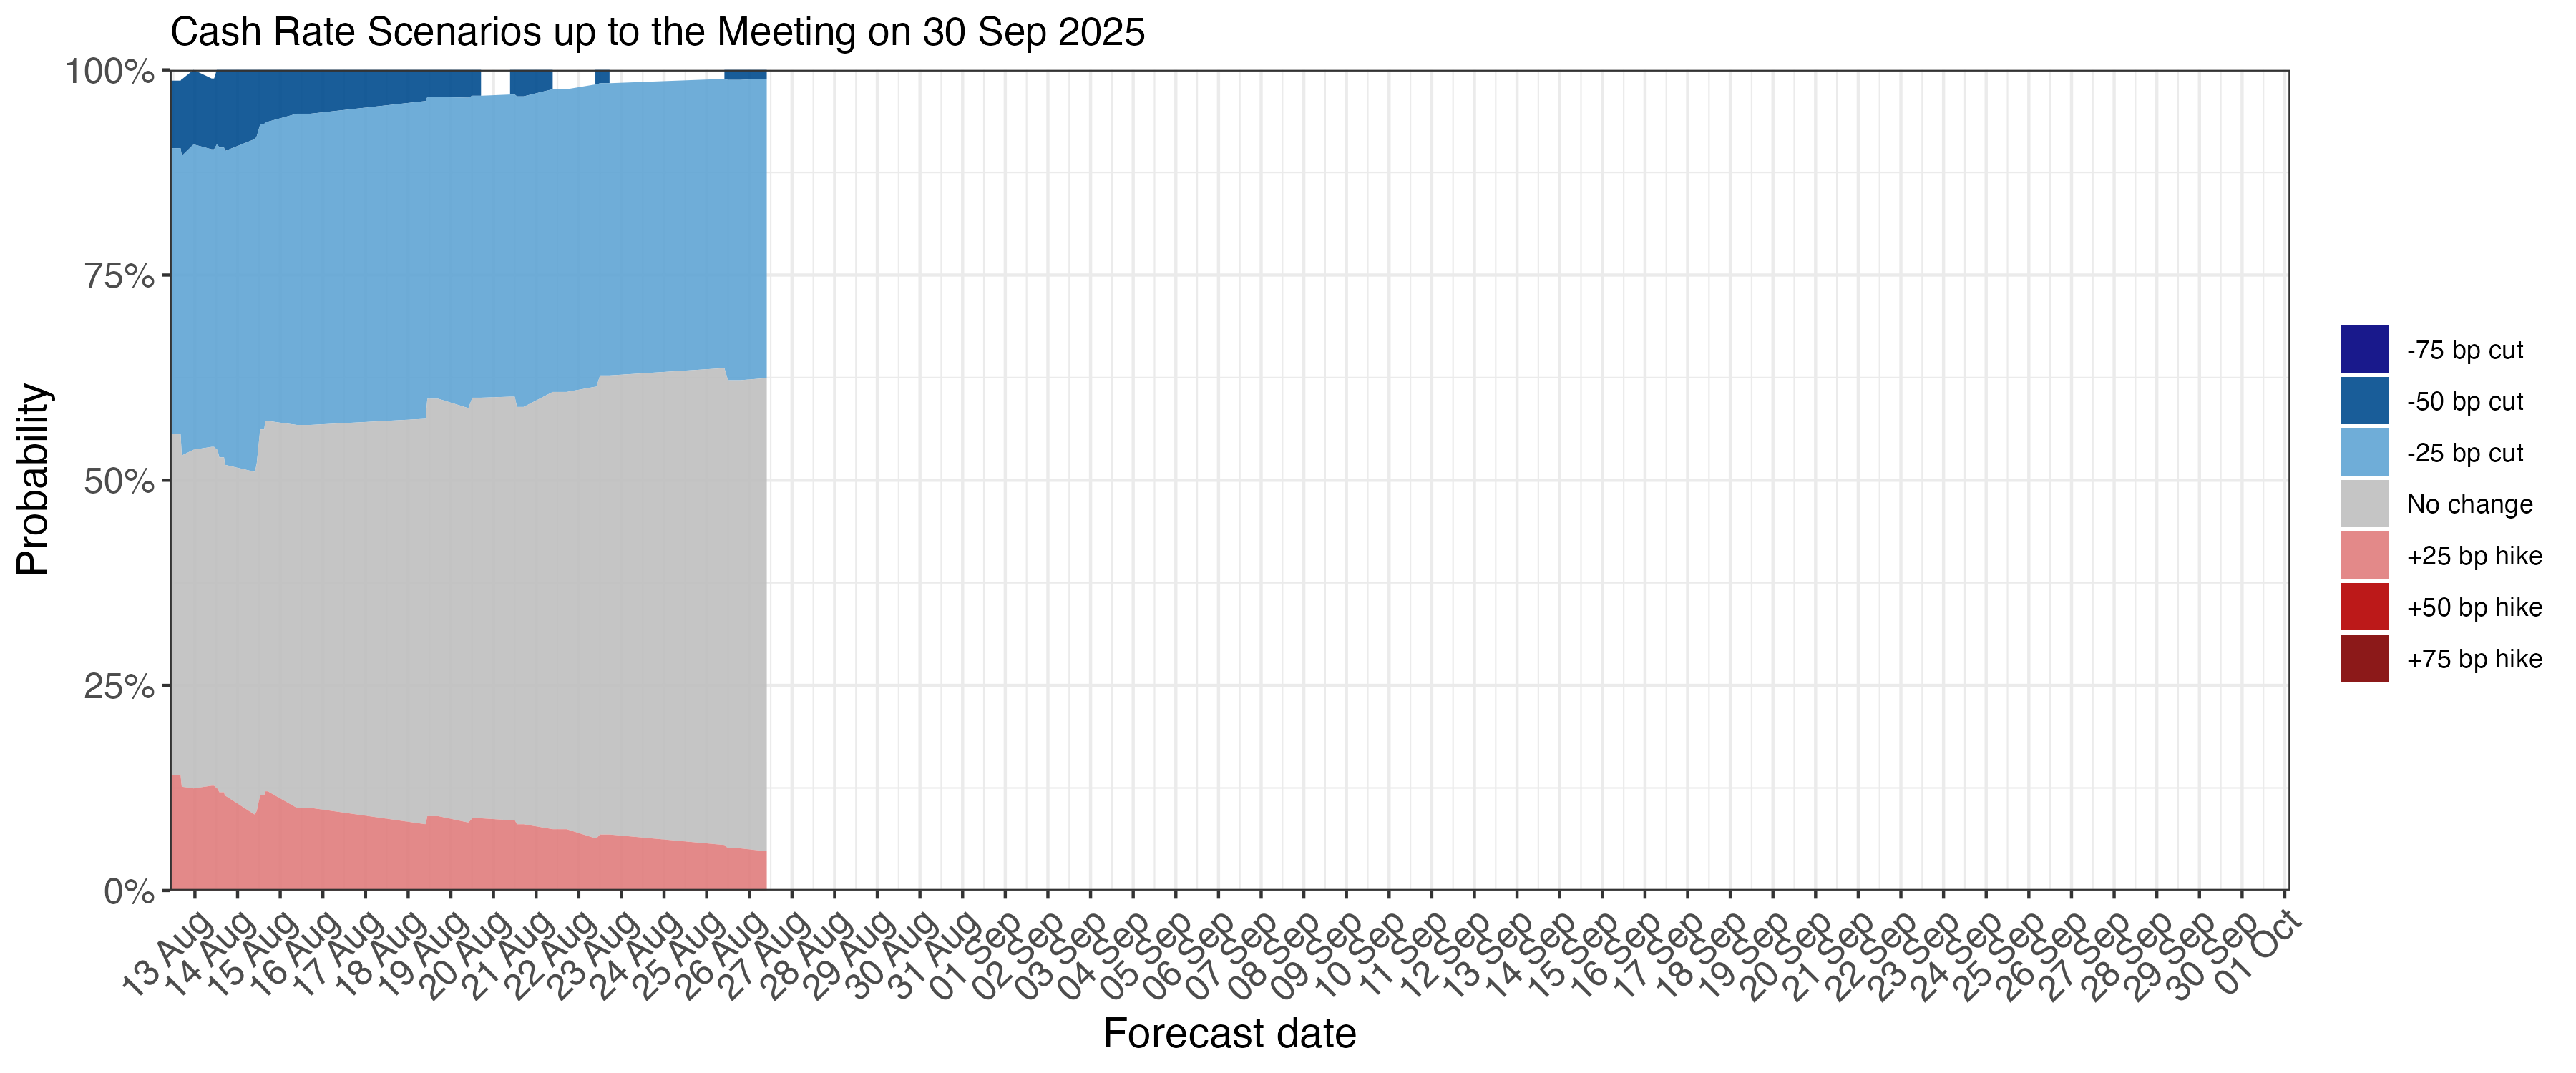 Cash Rate Scenarios up to the Meeting on 30 Sep 2025
100%
75%
50%
25%
0%
Probability
13 Aug
14 Aug
15 Aug
16 Aug
17 Aug
18 Aug
19 Aug
20 Aug
21 Aug
22 Aug
23 Aug
24 Aug
25 Aug
26 Aug
27 Aug
28 Aug
29 Aug
30 Aug
31 Aug
01 Sep
02 Sep
03 Sep
04 Sep
05 Sep
06 Sep
07 Sep
08 Sep
09 Sep
10 Sep
11 Sep
12 Sep
13 Sep
14 Sep
15 Sep
16 Sep
17 Sep
18 Sep
19 Sep
20 Sep
21 Sep
22 Sep
23 Sep
24 Sep
25 Sep
26 Sep
27 Sep
28 Sep
29 Sep
30 Sep
01 Oct
Forecast date
-75 bp cut
-50 bp cut
-25 bp cut
No change
+25 bp hike
+50 bp hike
+75 bp hike